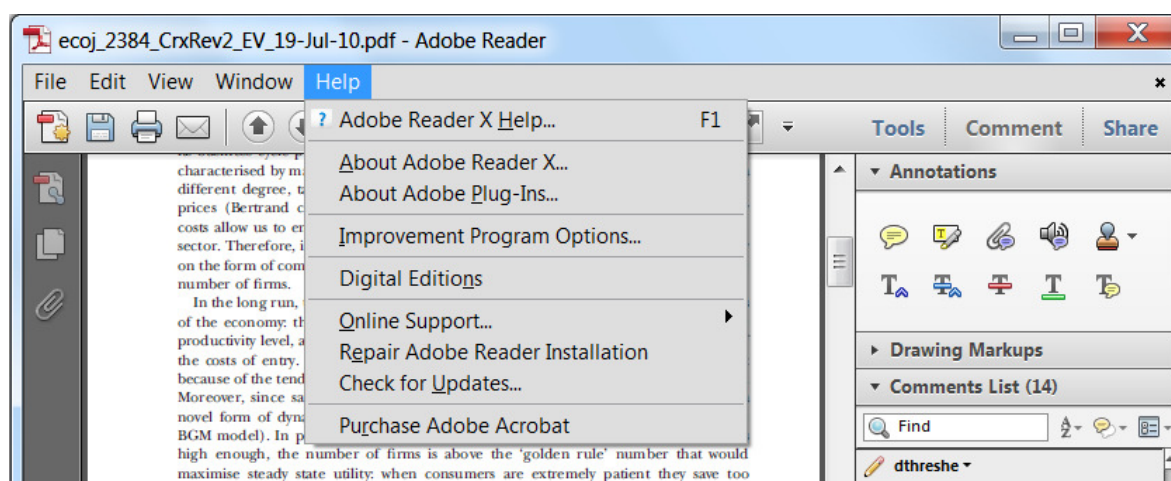 ecoj_2384_CrxRev2_EV_19-Jul-10.pdf - Adobe Reader
File Edit View Window Help
Tools Comment Share
? Adobe Reader X Help... F1
About Adobe Reader X...
About Adobe Plug-Ins...
Improvement Program Options...
Digital Editions
Online Support...
Repair Adobe Reader Installation
Check for Updates...
Purchase Adobe Acrobat
characterised by m
different degree, t
prices (Bertrand c
costs allow us to er
sector. Therefore, i
on the form of com
number of firms.
In the long run,
of the economy: th
productivity level, a
the costs of entry.
because of the tend
Moreover, since sa
novel form of dyna
BGM model). In p
high enough, the number of firms is above the 'golden rule' number that would
maximise steady state utility: when consumers are extremely patient they save too
Annotations
Drawing Markups
Comments List (14)
Find
dthreshe